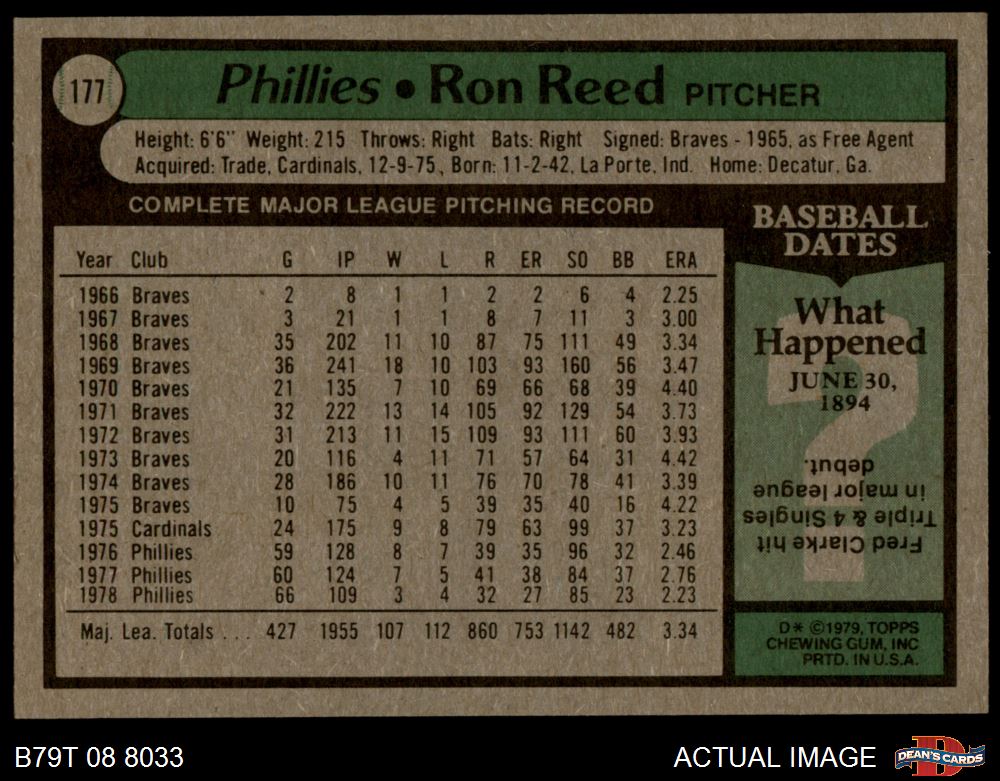 177
Phillies • Ron Reed PITCHER
Height: 6'6" Weight: 215 Throws: Right Bats: Right Signed: Braves - 1965, as Free Agent
Acquired: Trade, Cardinals, 12-9-75, Born: 11-2-42, La Porte, Ind. Home: Decatur, Ga.
COMPLETE MAJOR LEAGUE PITCHING RECORD
Year Club G IP W L R ER SO BB ERA
1966 Braves 2 8 1 1 2 2 6 4 2.25
1967 Braves 3 21 1 1 8 7 11 3 3.00
1968 Braves 35 202 11 10 87 75 111 49 3.34
1969 Braves 36 241 18 10 103 93 160 56 3.47
1970 Braves 21 135 7 10 69 66 68 39 4.40
1971 Braves 32 222 13 14 105 92 129 54 3.73
1972 Braves 31 213 11 15 109 93 111 60 3.93
1973 Braves 20 116 4 11 71 57 64 31 4.42
1974 Braves 28 186 10 11 76 70 78 41 3.39
1975 Braves 10 75 4 5 39 35 40 16 4.22
1975 Cardinals 24 175 9 8 79 63 99 37 3.23
1976 Phillies 59 128 8 7 39 35 96 32 2.46
1977 Phillies 60 124 7 5 41 38 84 37 2.76
1978 Phillies 66 109 3 4 32 27 85 23 2.23
Maj. Lea. Totals . . . 427 1955 107 112 860 753 1142 482 3.34
BASEBALL
DATES
What
Happened
JUNE 30,
1894
?
Fred Clarke hit
Triple & 4 Singles
in major league
debut.
D* ©1979, TOPPS
CHEWING GUM, INC
PRTD. IN U.S.A.
B79T 08 8033
ACTUAL IMAGE
D
DEAN'S CARDS